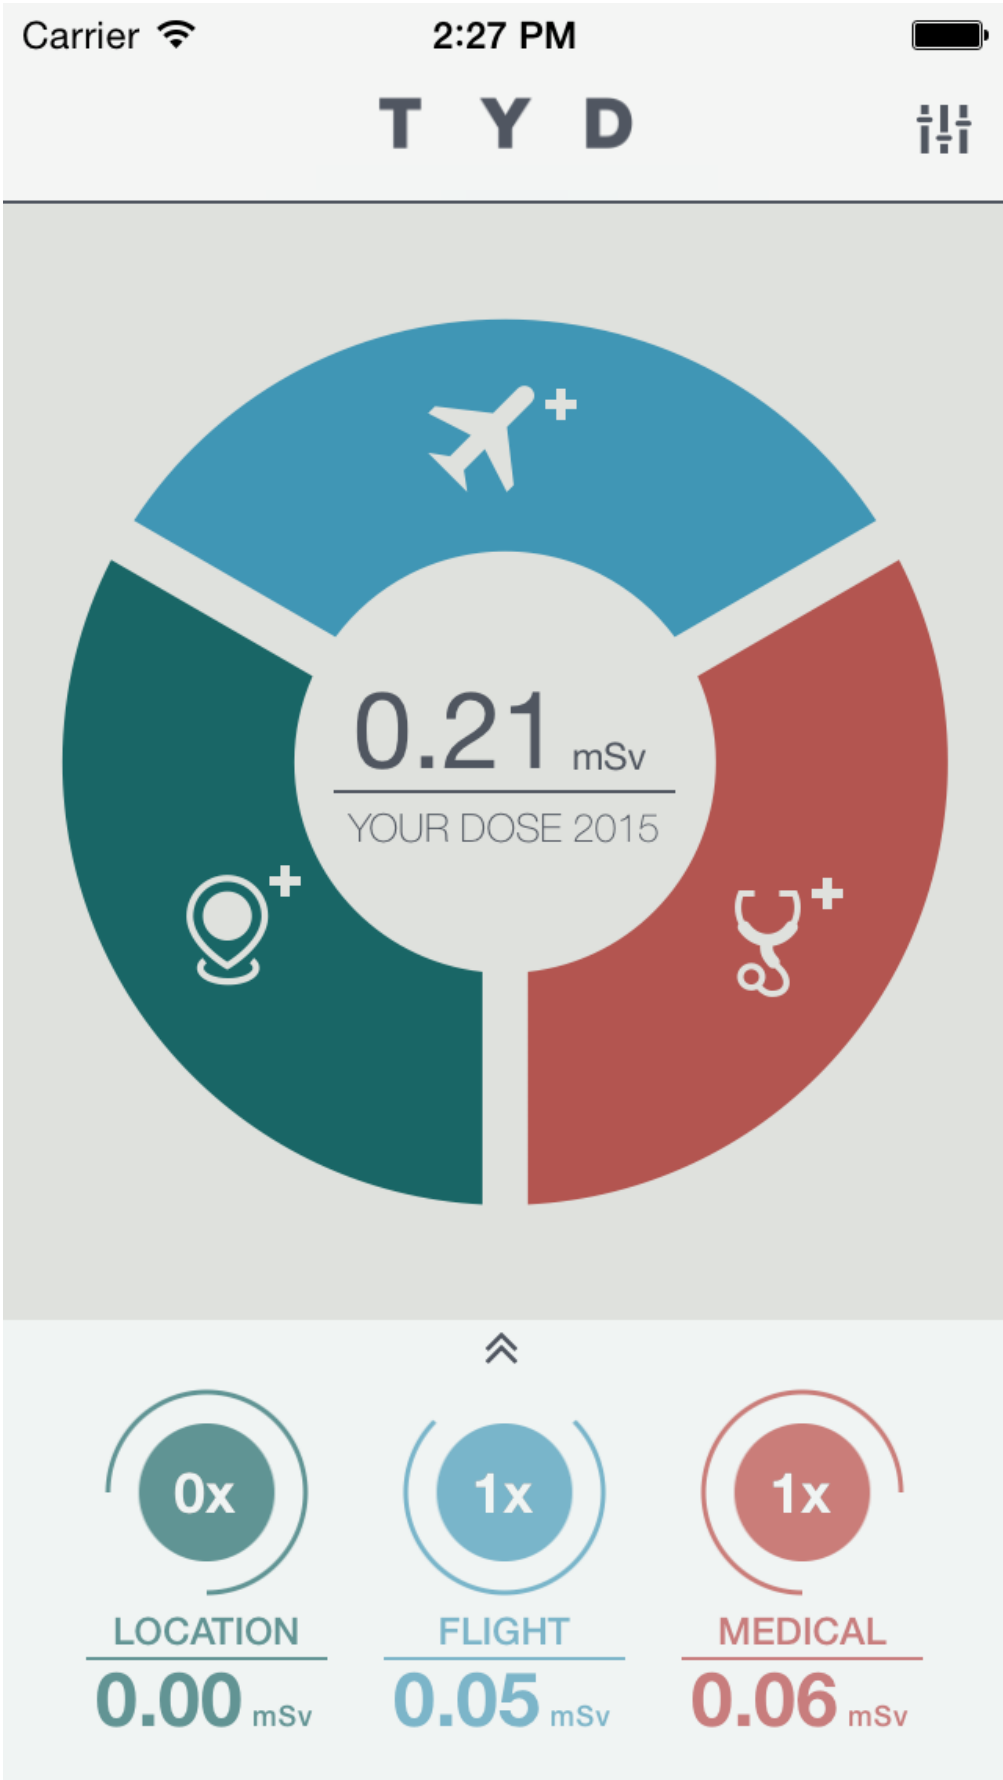 Carrier 2:27 PM
T Y D
0.21 mSv
YOUR DOSE 2015
0x 1x 1x
LOCATION FLIGHT MEDICAL
0.00 mSv 0.05 mSv 0.06 mSv